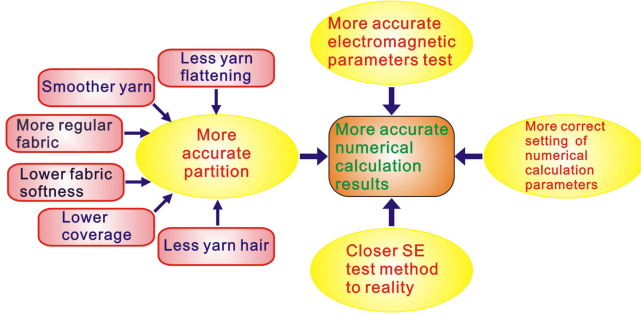 Less yarn
flattening
Smoother yarn
More regular
fabric
Lower fabric
softness
Lower
coverage
Less yarn hair
More
accurate
partition
More accurate
electromagnetic
parameters test
More accurate
numerical
calculation
results
More correct
setting of
numerical
calculation
parameters
Closer SE
test method
to reality